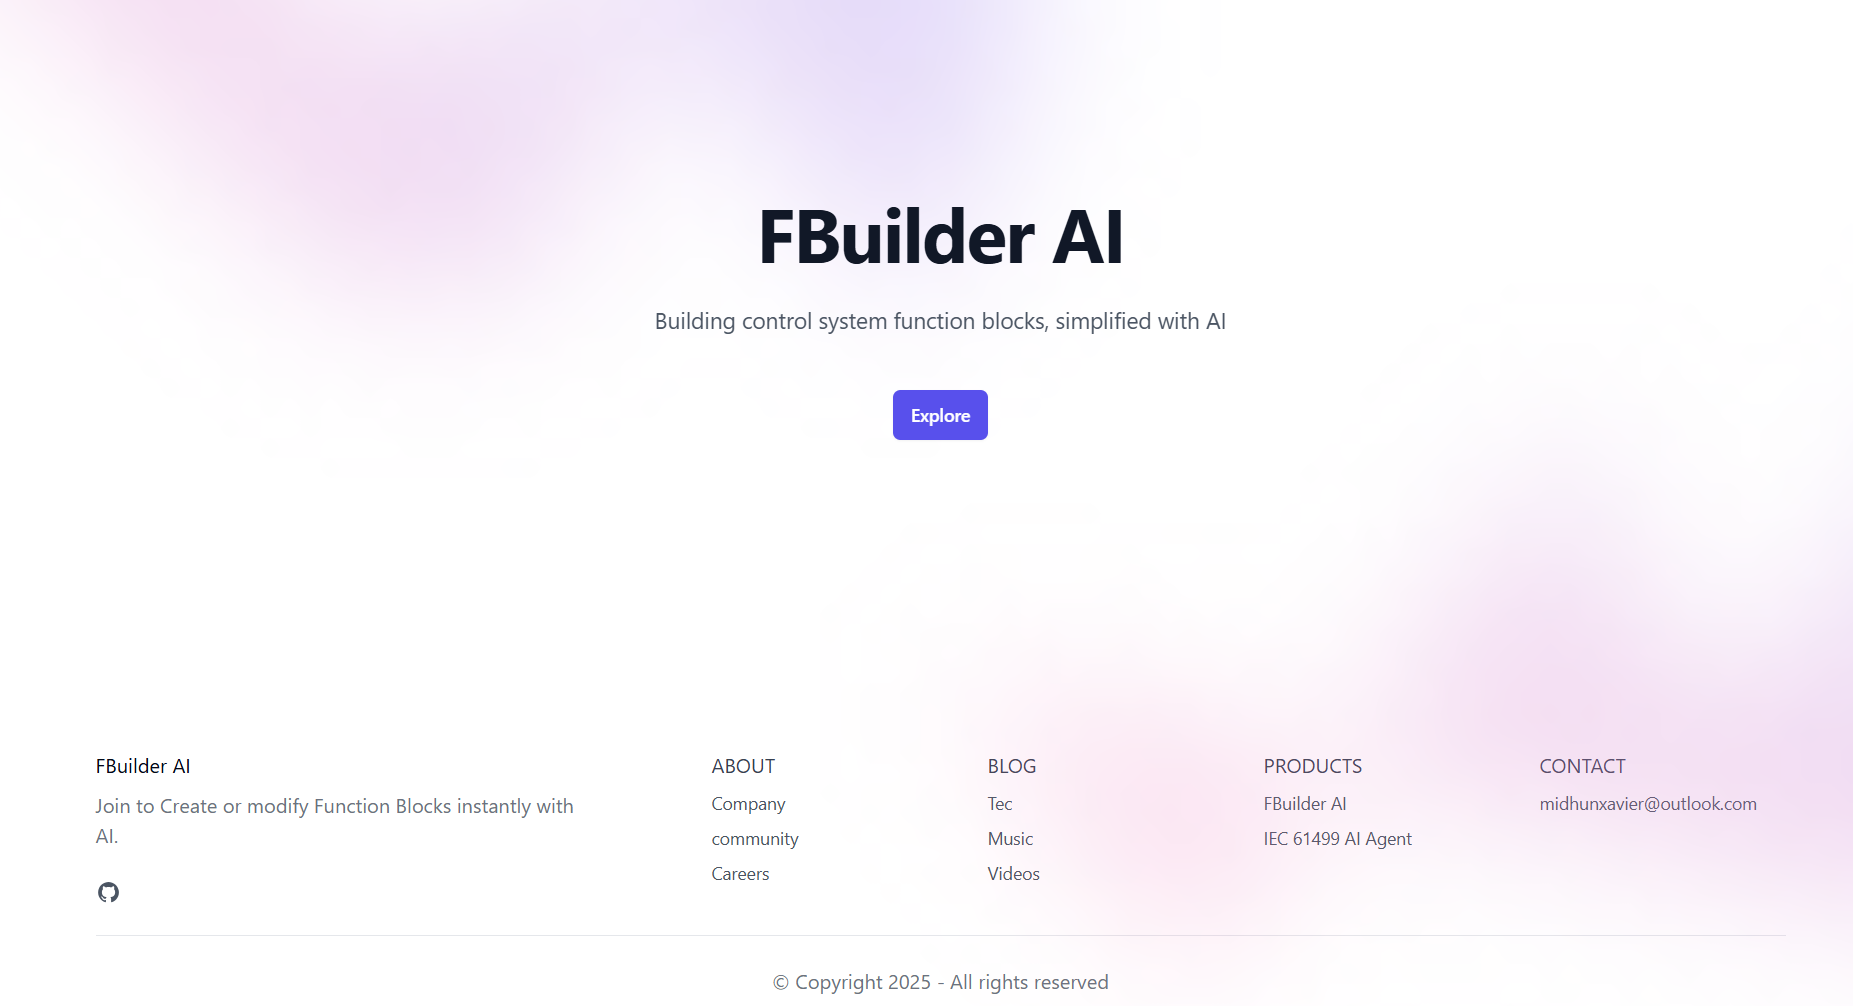 FBuilder AI
Building control system function blocks, simplified with AI
Explore
FBuilder AI
Join to Create or modify Function Blocks instantly with
AI.
ABOUT
Company
community
Careers
BLOG
Tec
Music
Videos
PRODUCTS
FBuilder AI
IEC 61499 AI Agent
CONTACT
midhunxavier@outlook.com
© Copyright 2025 - All rights reserved